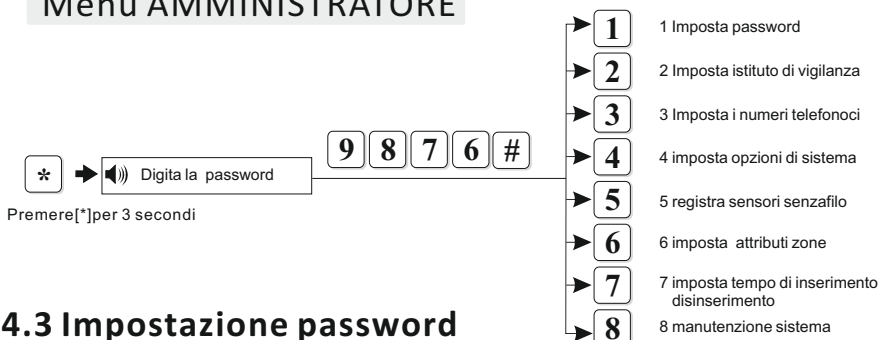 Menu AMMINISTRATORE
1 1 Imposta password
2 2 Imposta istituto di vigilanza
3 3 Imposta i numeri telefonoci
9 8 7 6 #
4 4 imposta opzioni di sistema
* Digita la password
5 5 registra sensori senzafilo
Premere[*]per 3 secondi
6 6 imposta attributi zone
7 7 imposta tempo di inserimento
disinserimento
4.3 Impostazione password
8 8 manutenzione sistema